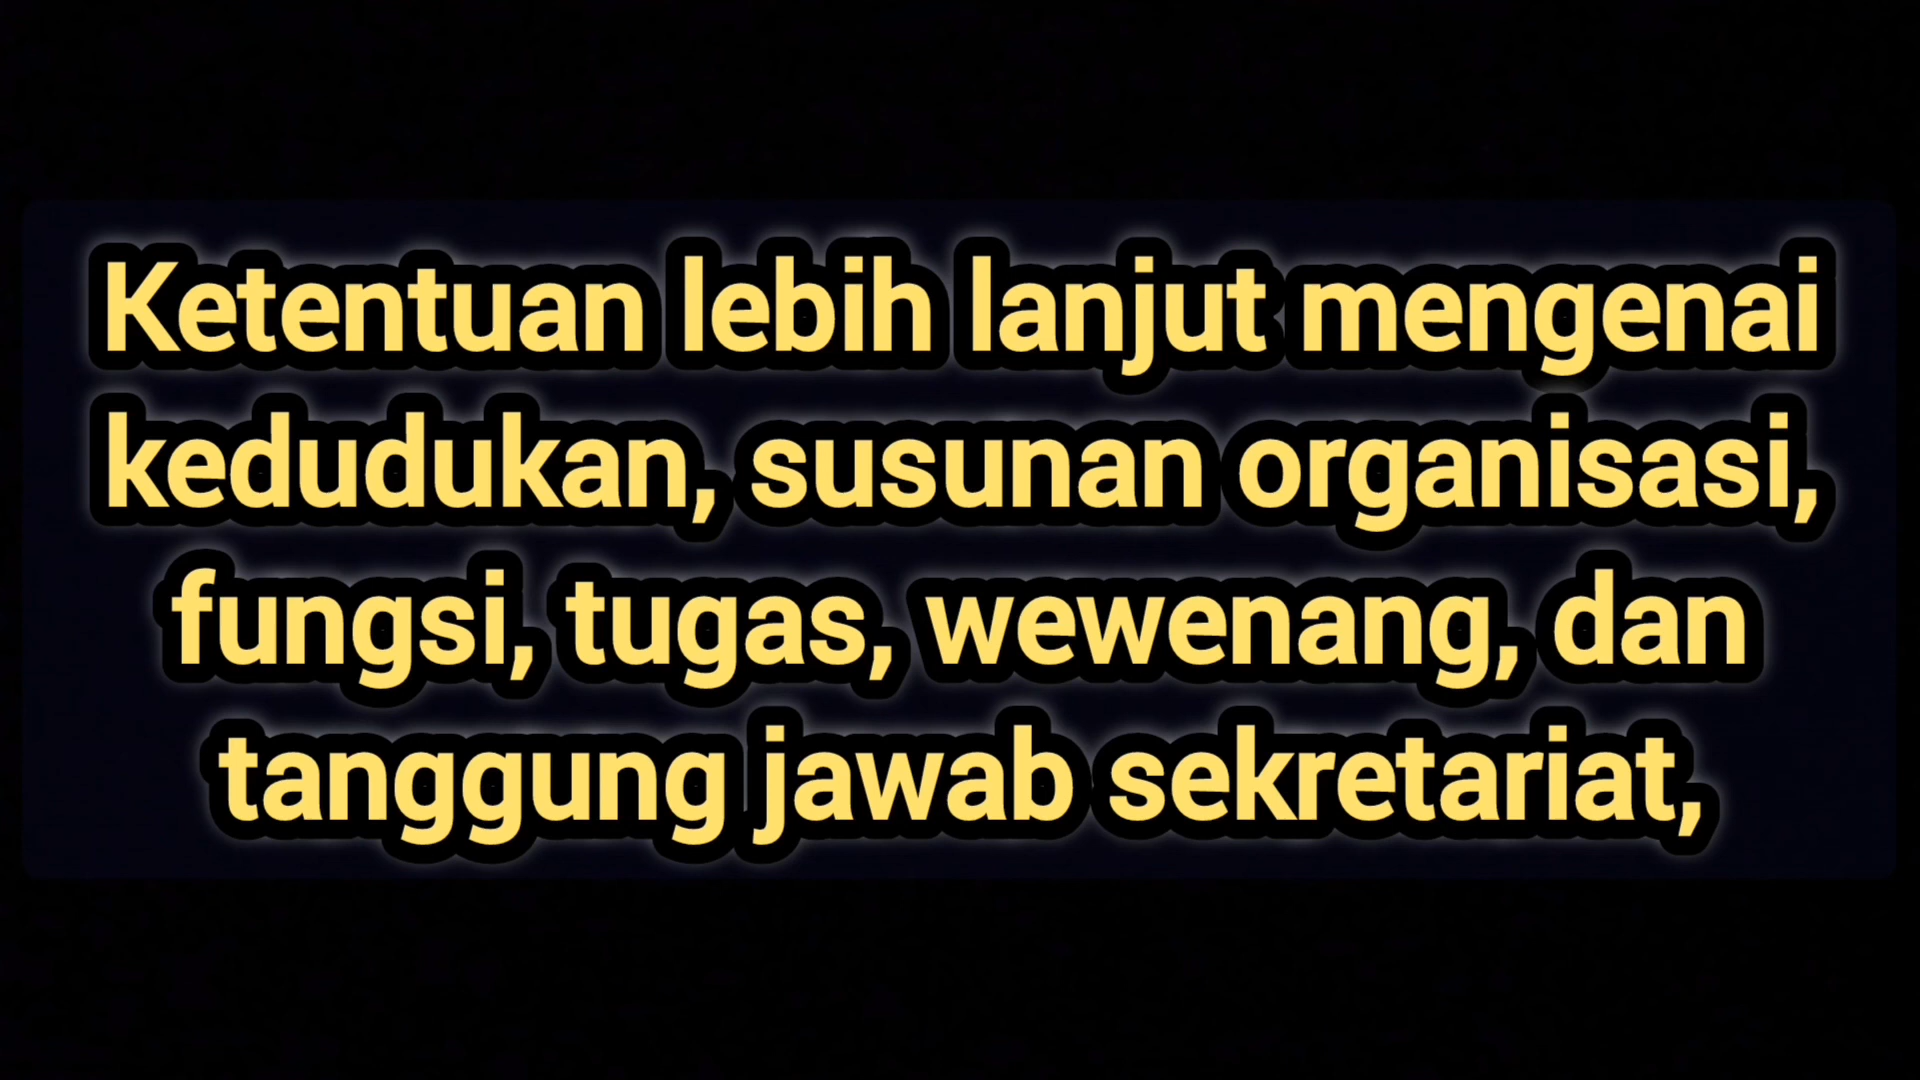 Ketentuan lebih lanjut mengenai
kedudukan, susunan organisasi,
fungsi, tugas, wewenang, dan
tanggung jawab sekretariat,